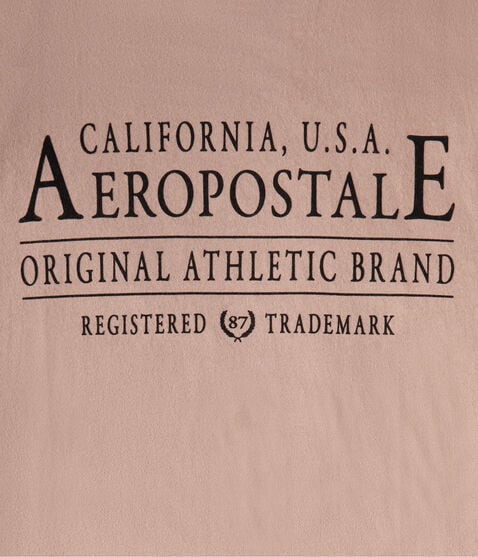 CALIFORNIA, U.S.A.
AEROPOSTALE
ORIGINAL ATHLETIC BRAND
REGISTERED 87 TRADEMARK